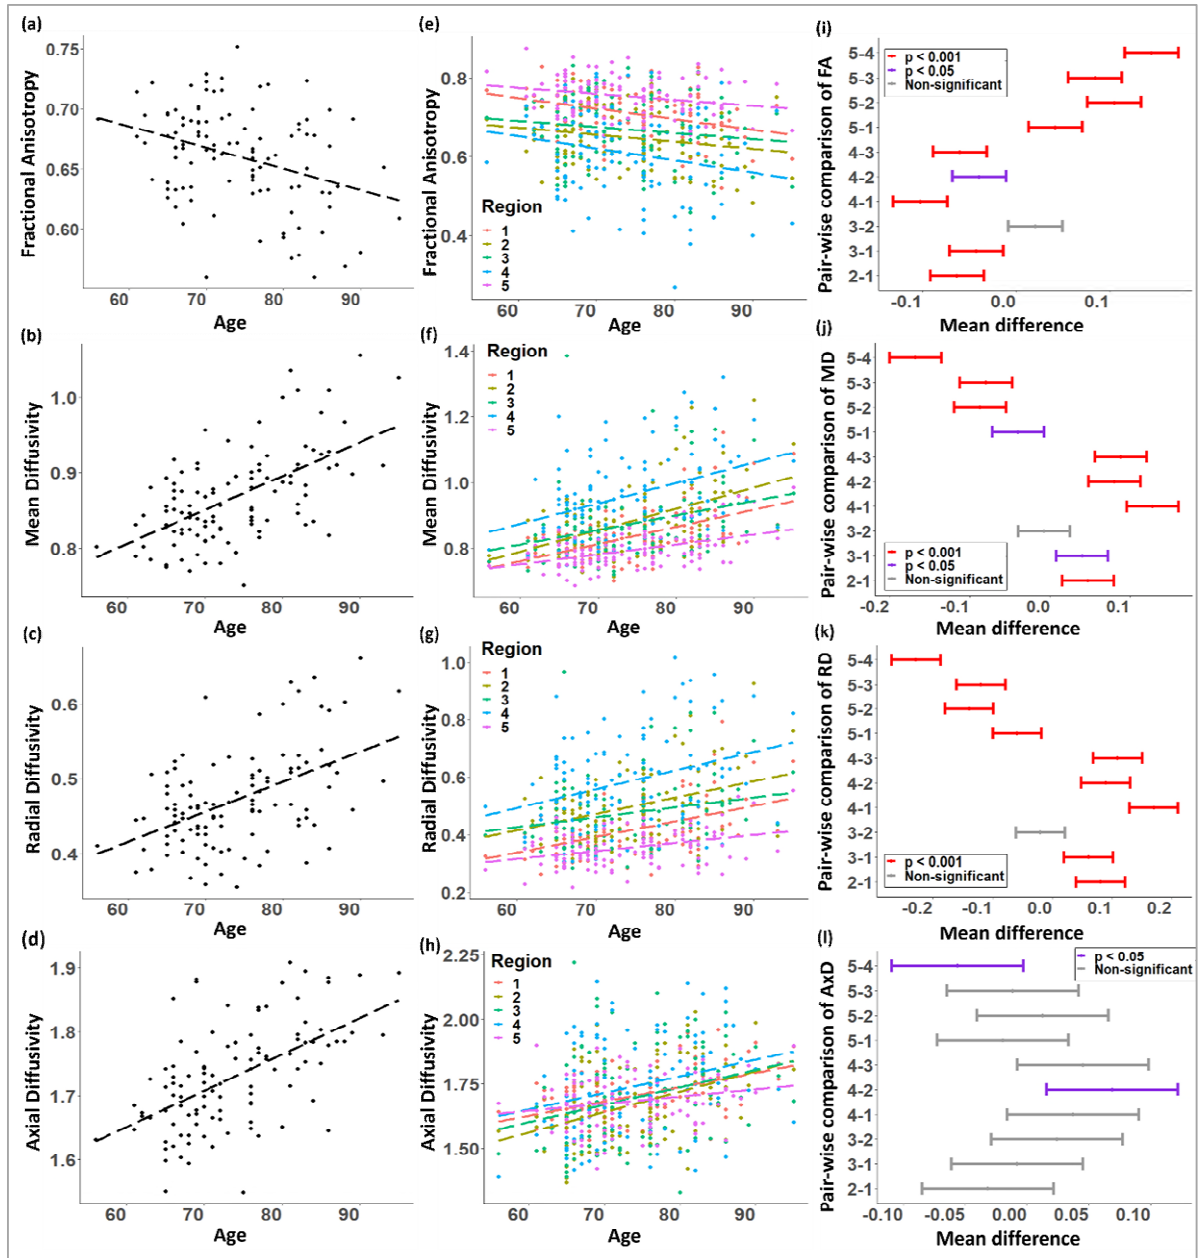 (a)
Fractional Anisotropy
0.75
0.70
0.65
0.60
60
70
80
90
Age
(e)
Fractional Anisotropy
0.8
0.6
0.4
Region
1
2
3
4
5
60
70
80
90
Age
(i)
Pair-wise comparison of FA
5-4
5-3
5-2
5-1
4-3
4-2
4-1
3-2
3-1
2-1
p < 0.001
p < 0.05
Non-significant
-0.1
0.0
0.1
Mean difference
(b)
Mean Diffusivity
1.0
0.9
0.8
60
70
80
90
Age
(f)
Mean Diffusivity
1.4
1.2
1.0
0.8
Region
1
2
3
4
5
60
70
80
90
Age
(j)
Pair-wise comparison of MD
5-4
5-3
5-2
5-1
4-3
4-2
4-1
3-2
3-1
2-1
p < 0.001
p < 0.05
Non-significant
-0.2
-0.1
0.0
0.1
Mean difference
(c)
Radial Diffusivity
0.6
0.5
0.4
60
70
80
90
Age
(g)
Radial Diffusivity
1.0
0.8
0.6
0.4
0.2
Region
1
2
3
4
5
60
70
80
90
Age
(k)
Pair-wise comparison of RD
5-4
5-3
5-2
5-1
4-3
4-2
4-1
3-2
3-1
2-1
p < 0.001
Non-significant
-0.2
-0.1
0.0
0.1
0.2
Mean difference
(d)
Axial Diffusivity
1.9
1.8
1.7
1.6
60
70
80
90
Age
(h)
Axial Diffusivity
2.25
2.00
1.75
1.50
Region
1
2
3
4
5
60
70
80
90
Age
(l)
Pair-wise comparison of AxD
5-4
5-3
5-2
5-1
4-3
4-2
4-1
3-2
3-1
2-1
p < 0.05
Non-significant
-0.10
-0.05
0.00
0.05
0.10
Mean difference